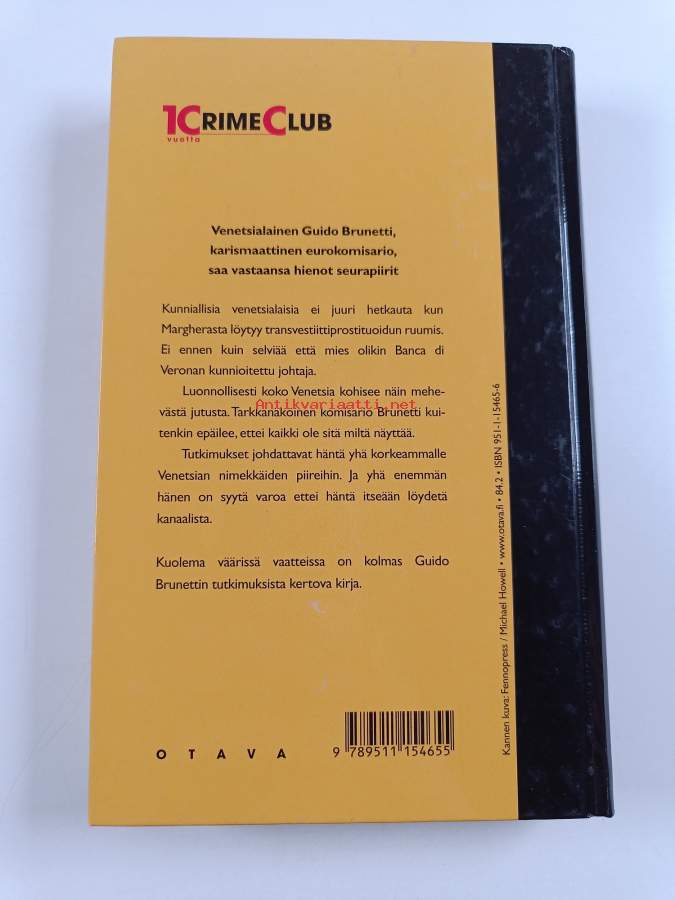 10 CRIMECLUB
vuotta
Venetsialainen Guido Brunetti,
karismaattinen eurokomisario,
saa vastaansa hienot seurapiirit
Kunniallisia venetsialaisia ei juuri hetkauta kun
Margherasta löytyy transvestiittiprostituoidun ruumis.
Ei ennen kuin selviää että mies olikin Banca di
Veronan kunnioitettu johtaja.
Luonnollisesti koko Venetsia kohisee näin mehe-
västä jutusta. Tarkkanäköinen komisario Brunetti kui-
Antikvariaatti.net
tenkin epäilee, ettei kaikki ole sitä miltä näyttää.
Tutkimukset johdattavat häntä yhä korkeammalle
Venetsian nimekkäiden piireihin. Ja yhä enemmän
hänen on syytä varoa ettei häntä itseään löydetä
kanaalista.
Kuolema väärissä vaatteissa on kolmas Guido
Brunettin tutkimuksista kertova kirja.
OTAVA
9 789511 154655
Kannen kuva: Fennopress / Michael Howell • www.otava.fi • 84.2 • ISBN 951-1-15465-6